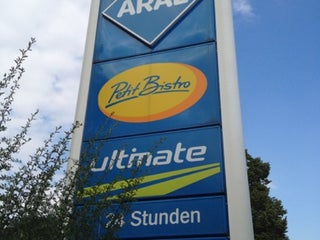 ARAL
Petit Bistro
ultimate
24 Stunden